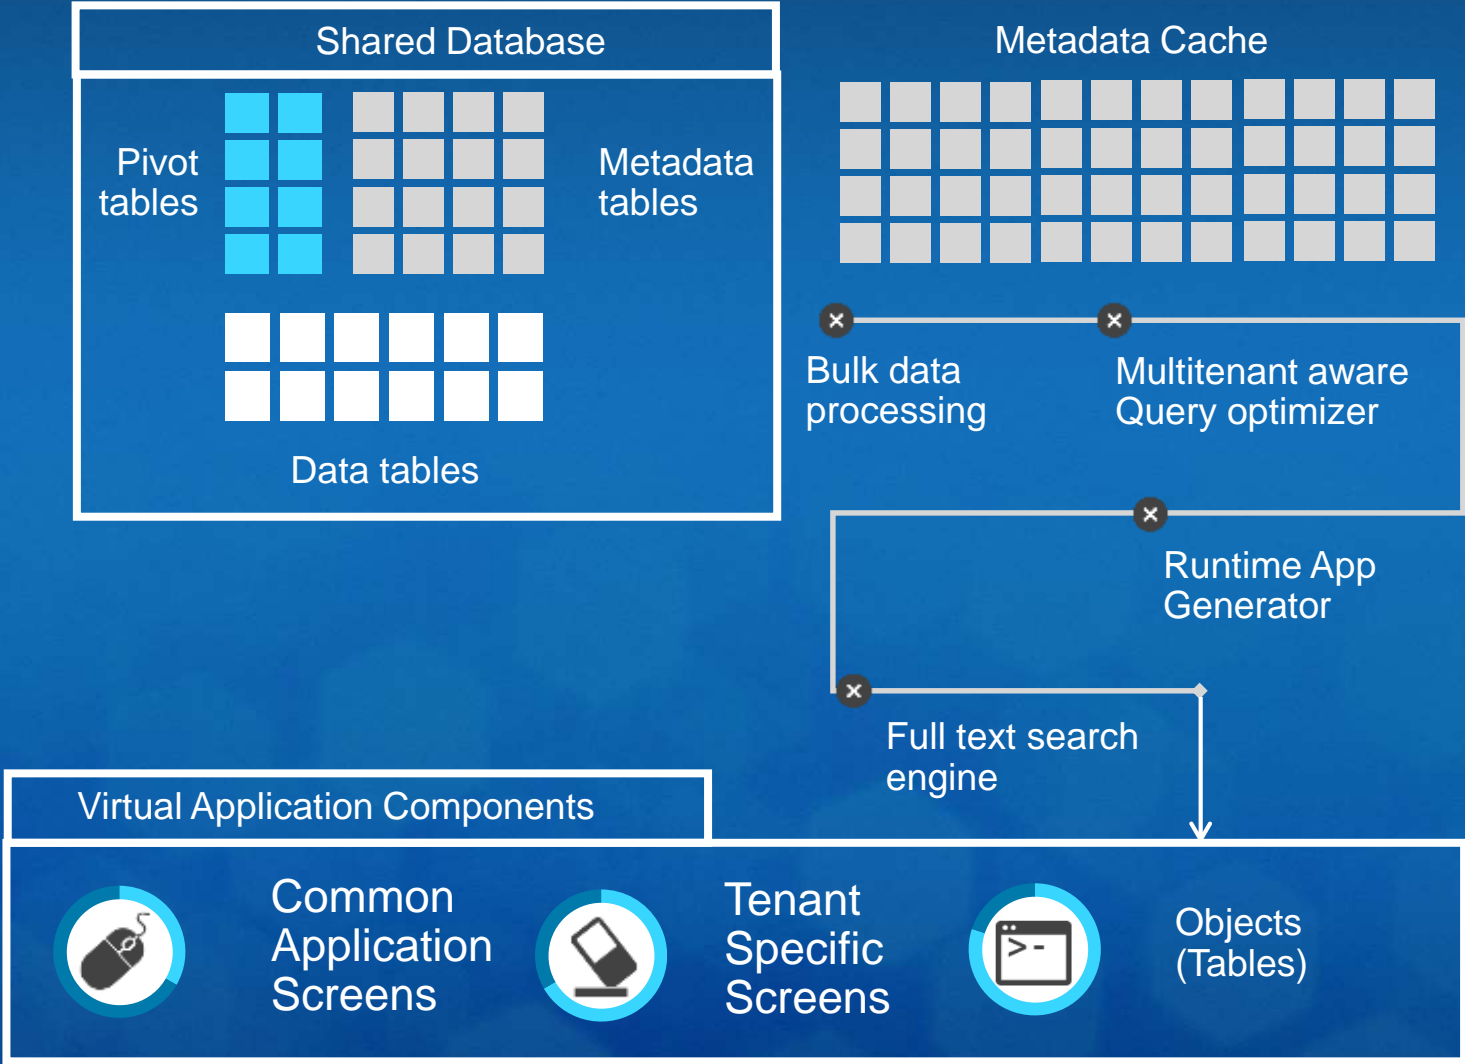 Shared Database
Pivot
tables
Metadata
tables
Data tables
Metadata Cache
Bulk data
processing
Multitenant aware
Query optimizer
Runtime App
Generator
Full text search
engine
Virtual Application Components
Common
Application
Screens
Tenant
Specific
Screens
>-
Objects
(Tables)